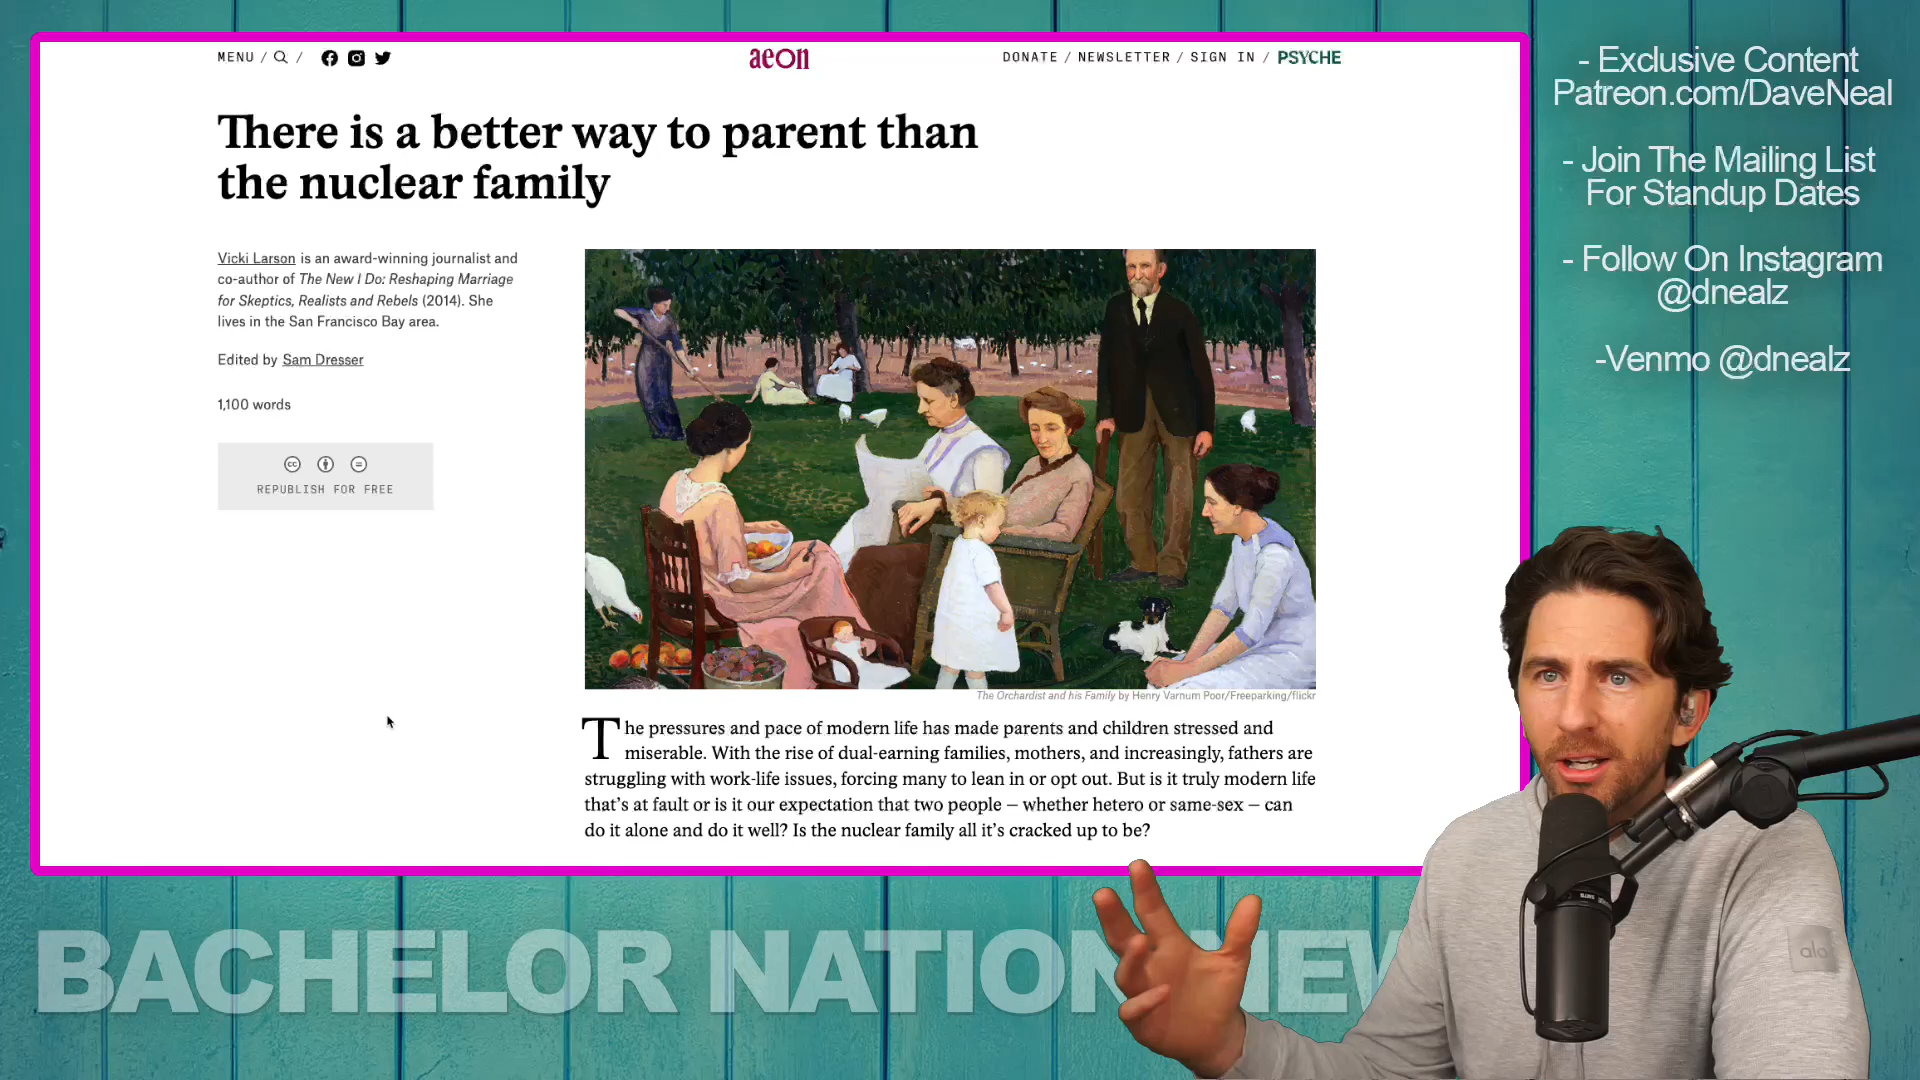 MENU / /
aeon
DONATE / NEWSLETTER / SIGN IN / PSYCHE
There is a better way to parent than
the nuclear family
Vicki Larson is an award-winning journalist and
co-author of The New I Do: Reshaping Marriage
for Skeptics, Realists and Rebels (2014). She
lives in the San Francisco Bay area.
Edited by Sam Dresser
1,100 words
cc
REPUBLISH FOR FREE
The Orchardist and his Family by Henry Varnum Poor/Freeparking/flickr
The pressures and pace of modern life has made parents and children stressed and
miserable. With the rise of dual-earning families, mothers, and increasingly, fathers are
struggling with work-life issues, forcing many to lean in or opt out. But is it truly modern life
that’s at fault or is it our expectation that two people – whether hetero or same-sex – can
do it alone and do it well? Is the nuclear family all it’s cracked up to be?
- Exclusive Content
Patreon.com/DaveNeal
- Join The Mailing List
For Standup Dates
- Follow On Instagram
@dnealz
-Venmo @dnealz
BACHELOR NATION NEW
alo